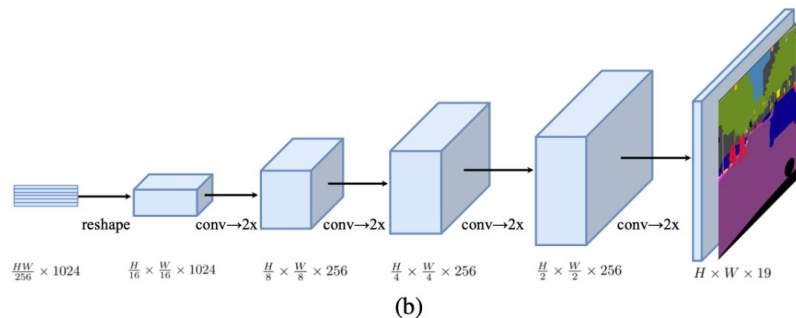 reshape
conv→2x
conv→2x
conv→2x
conv→2x
HW/256 × 1024
H/16 × W/16 × 1024
H/8 × W/8 × 256
H/4 × W/4 × 256
H/2 × W/2 × 256
H × W × 19
(b)